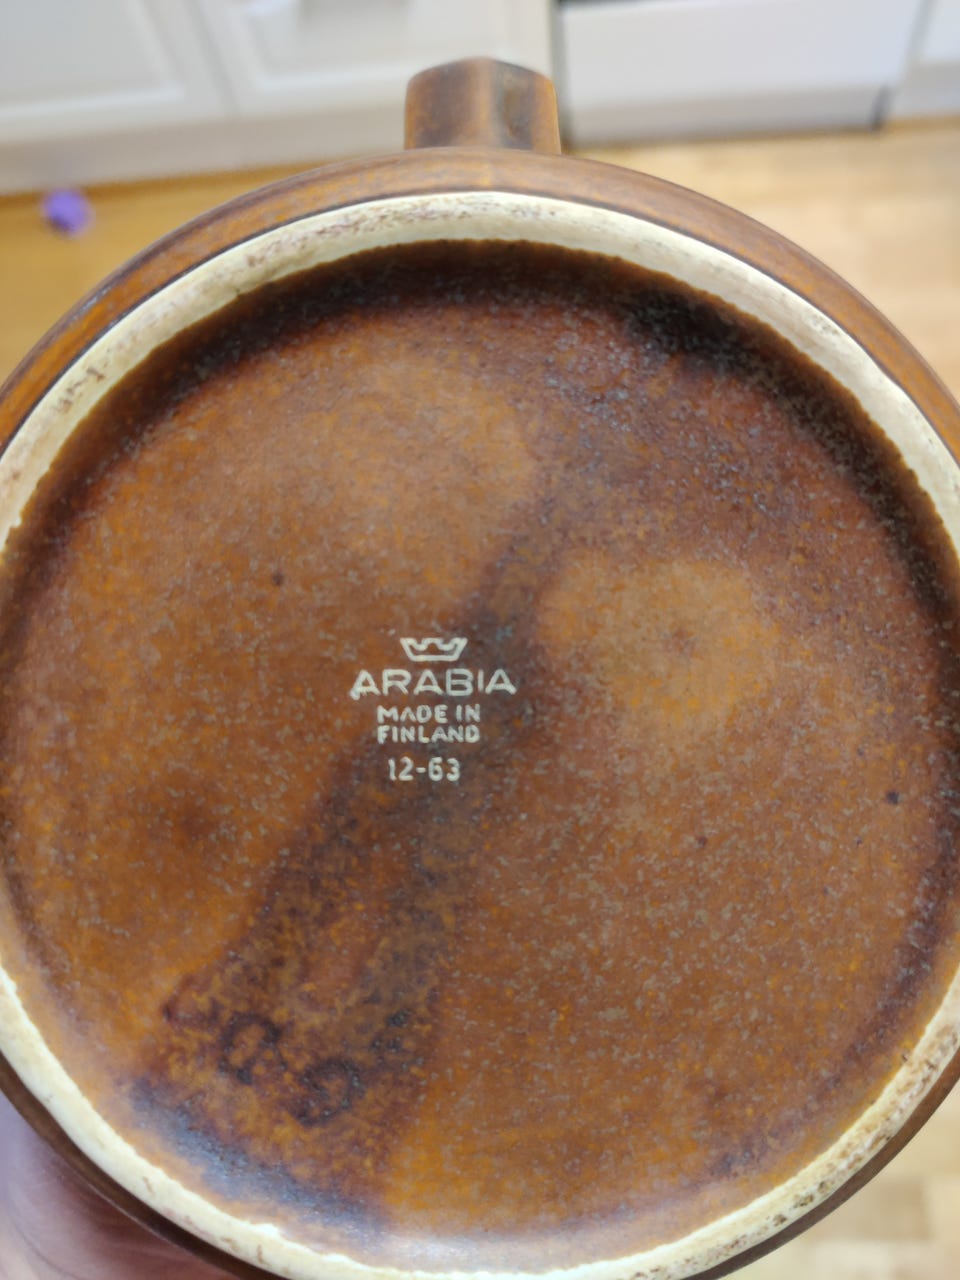 ARABIA
MADE IN
FINLAND
12-63